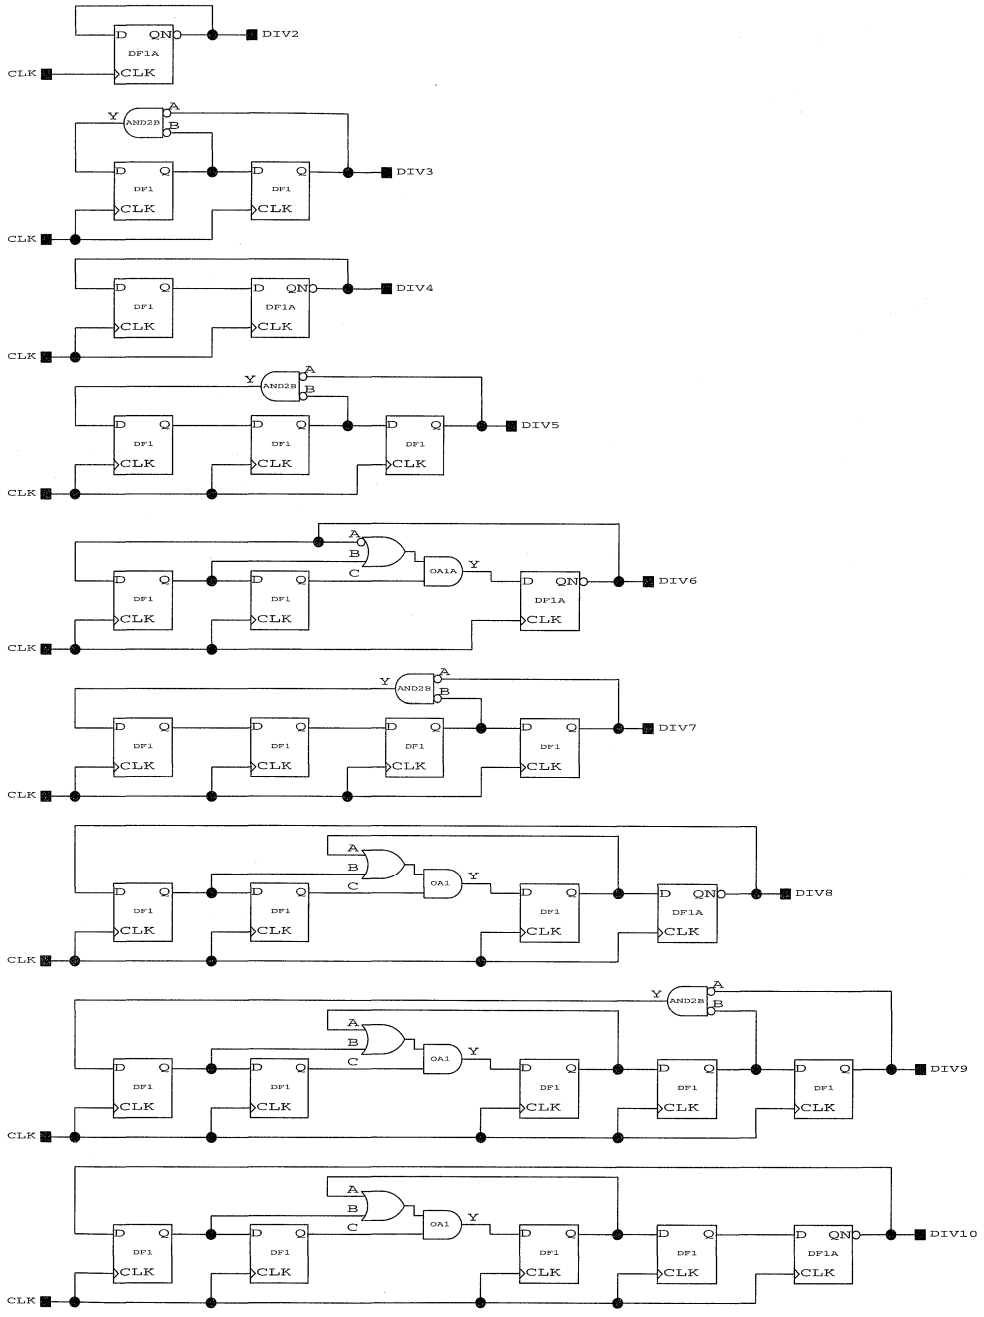 D QN DIV2
DF1A
CLK CLK
Y AND2B A
B
D Q D Q DIV3
DF1 DF1
CLK CLK
CLK
D Q D QN DIV4
DF1 DF1A
CLK CLK
CLK
Y AND2B A
B
D Q D Q D Q DIV5
DF1 DF1 DF1
CLK CLK CLK
CLK
A
B
C OA1A Y
D Q D Q D QN DIV6
DF1 DF1 DF1A
CLK CLK CLK
CLK
Y AND2B A
B
D Q D Q D Q D Q DIV7
DF1 DF1 DF1 DF1
CLK CLK CLK CLK
CLK
A
B
C OA1 Y
D Q D Q D Q D QN DIV8
DF1 DF1 DF1 DF1A
CLK CLK CLK CLK
CLK
Y AND2B A
B
A
B
C OA1 Y
D Q D Q D Q D Q D Q DIV9
DF1 DF1 DF1 DF1 DF1
CLK CLK CLK CLK CLK
CLK
A
B
C OA1 Y
D Q D Q D Q D Q D QN DIV10
DF1 DF1 DF1 DF1 DF1A
CLK CLK CLK CLK CLK
CLK